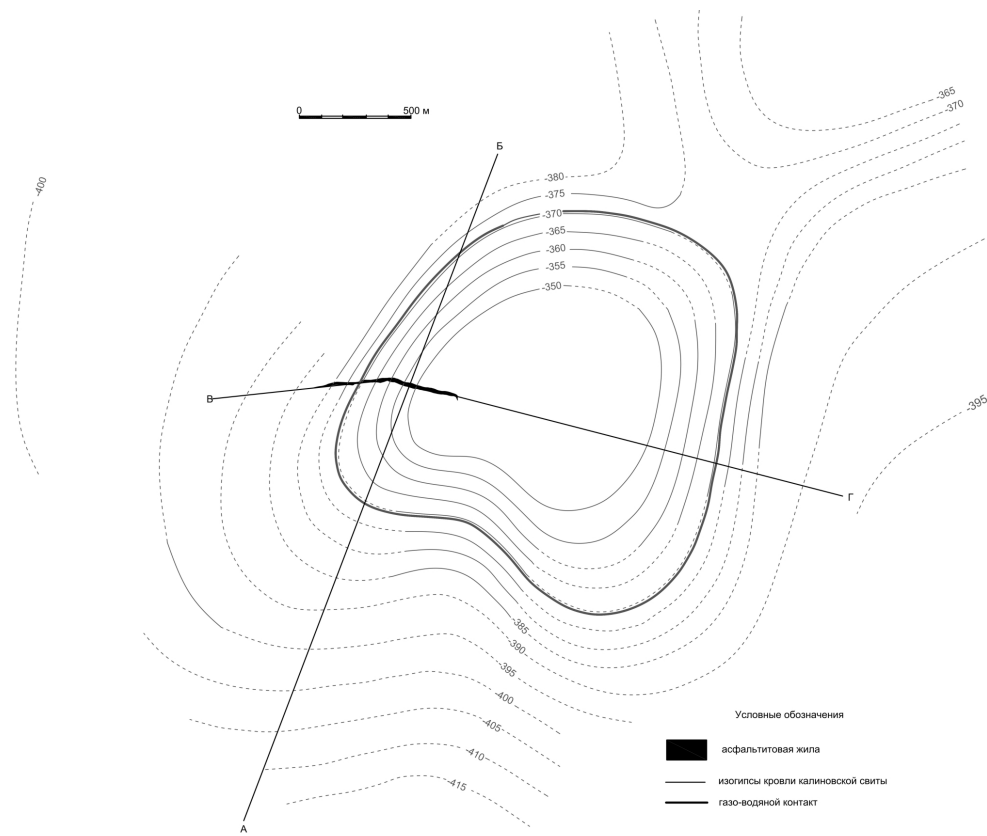 -365
-370
0 500 м
Б
-380
-375
-370
-365
-360
-355
-350
-400
В
-395
Г
-385
-390
-395
-400
-405
-410
-415
А
Условные обозначения
асфальтитовая жила
изогипсы кровли калиновской свиты
газо-водяной контакт